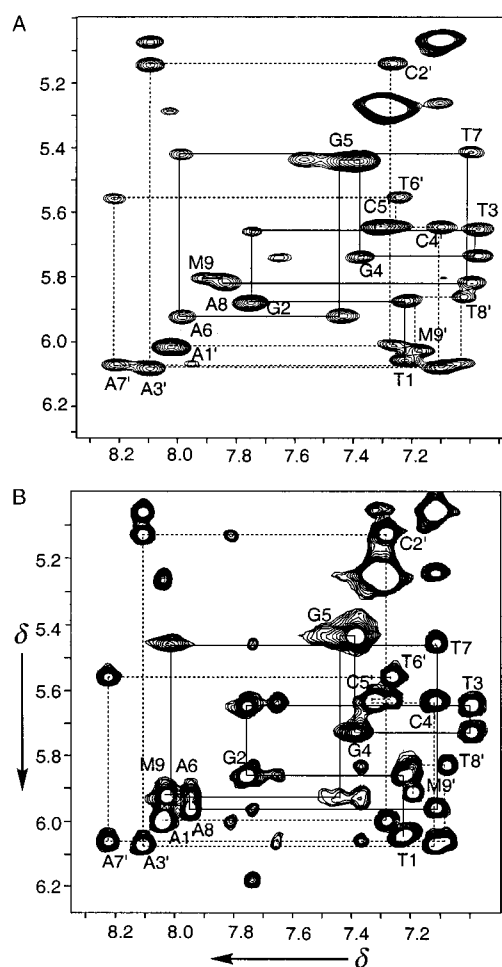 A
5.2
5.4
5.6
5.8
6.0
6.2
C2'
G5
T7
T6'
C5'
C4'
T3
M9
G4
A8
G2
T8'
A6
A1'
M9'
A7'
A3'
T1
8.2 8.0 7.8 7.6 7.4 7.2
B
5.2
5.4
5.6
5.8
6.0
6.2
δ
C2'
G5
T7
T6'
C5'
C4'
T3
G4
M9
A6
G2
T8'
M9'
A8
A1'
A7'
A3'
T1
8.2 8.0 7.8 7.6 7.4 7.2
δ